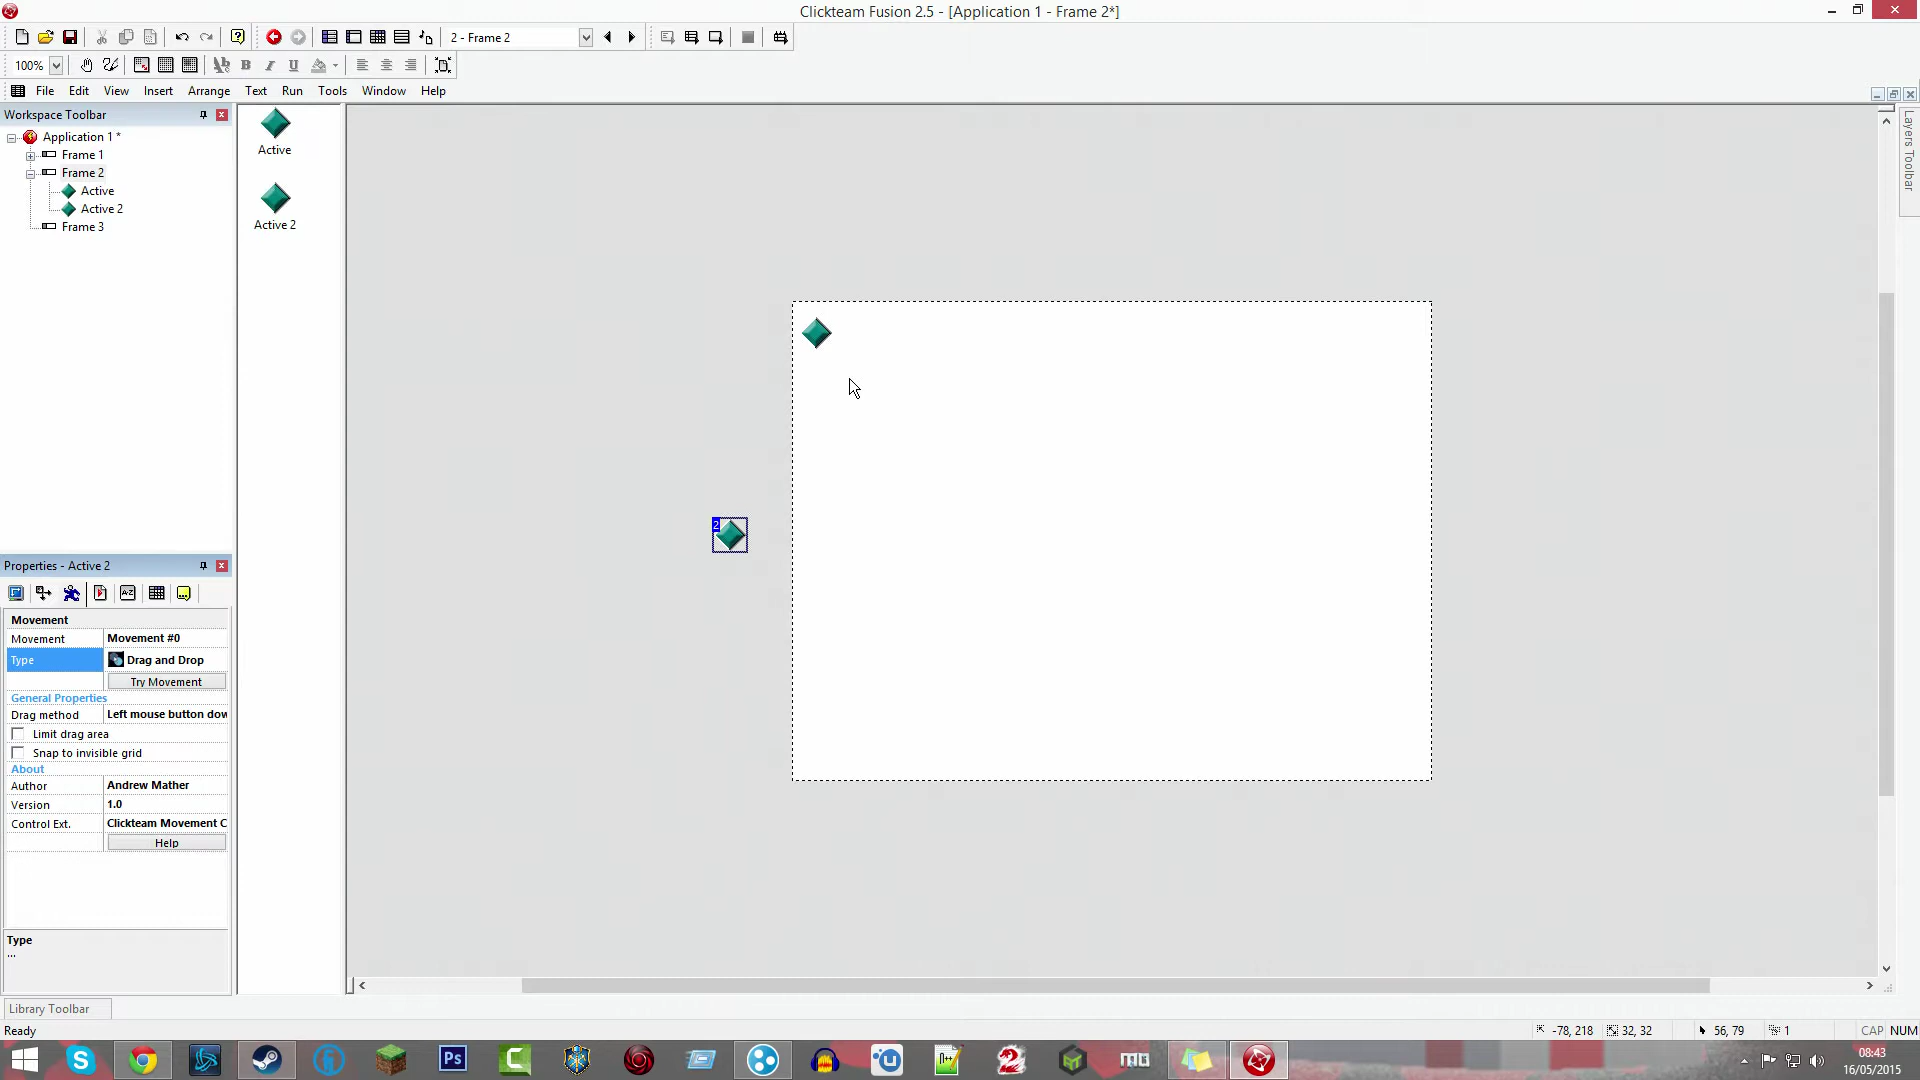 Clickteam Fusion 2.5 - [Application 1 - Frame 2*]
2 - Frame 2
100%
B I U
File Edit View Insert Arrange Text Run Tools Window Help
Workspace Toolbar
Application 1 *
Frame 1
Frame 2
Active
Active 2
Frame 3
Active
Active 2
Layers Toolbar
2
Properties - Active 2
Movement
Movement Movement #0
Type Drag and Drop
Try Movement
General Properties
Drag method Left mouse button dow
Limit drag area
Snap to invisible grid
About
Author Andrew Mather
Version 1.0
Control Ext. Clickteam Movement C
Help
Type
...
Library Toolbar
Ready
-78, 218 32, 32 56, 79 1 CAP NUM
Ps
08:43
16/05/2015